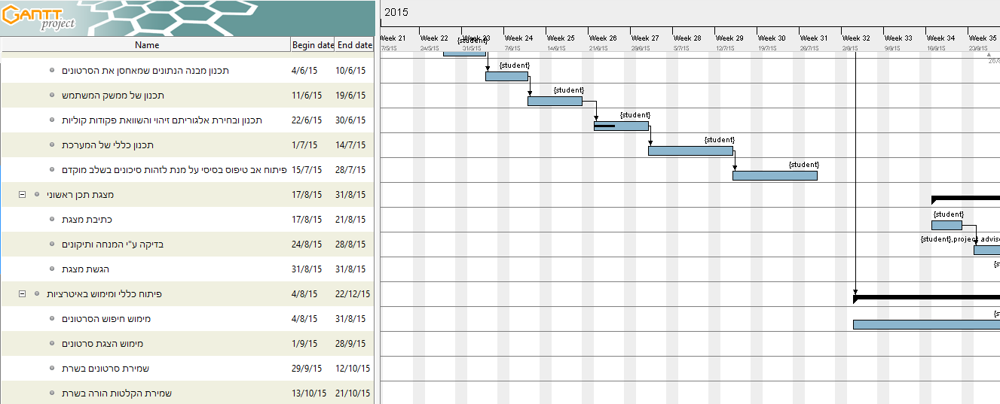 GANTT project
2015
Name Begin date End date
Week 21 Week 22 Week 23 Week 24 Week 25 Week 26 Week 27 Week 28 Week 29 Week 30 Week 31 Week 32 Week 33 Week 34 Week 35
7/5/15 24/5/15 31/5/15 7/6/15 14/6/15 21/6/15 28/6/15 5/7/15 12/7/15 19/7/15 26/7/15 2/8/15 9/8/15 16/8/15 23/8/15
{student}
תכנון מבנה הנתונים שמאחסן את הסרטונים 4/6/15 10/6/15 {student}
תכנון של ממשק המשתמש 11/6/15 19/6/15 {student}
תכנון ובחירת אלגוריתם זיהוי והשוואת פקודות קוליות 22/6/15 30/6/15 {student}
תכנון כללי של המערכת 1/7/15 14/7/15 {student}
פיתוח אב טיפוס בסיסי על מנת לזהות סיכונים בשלב מוקדם 15/7/15 28/7/15 {student}
מצגת תכן ראשוני 17/8/15 31/8/15
כתיבת מצגת 17/8/15 21/8/15 {student}
בדיקה ע"י המנחה ותיקונים 24/8/15 28/8/15 {student},project advis
הגשת מצגת 31/8/15 31/8/15 {s
פיתוח כללי ומימוש באיטרציות 4/8/15 22/12/15
מימוש חיפוש הסרטונים 4/8/15 31/8/15 {s
מימוש הצגת סרטונים 1/9/15 28/9/15
שמירת סרטונים בשרת 29/9/15 12/10/15
שמירת הקלטות הורה בשרת 13/10/15 21/10/15